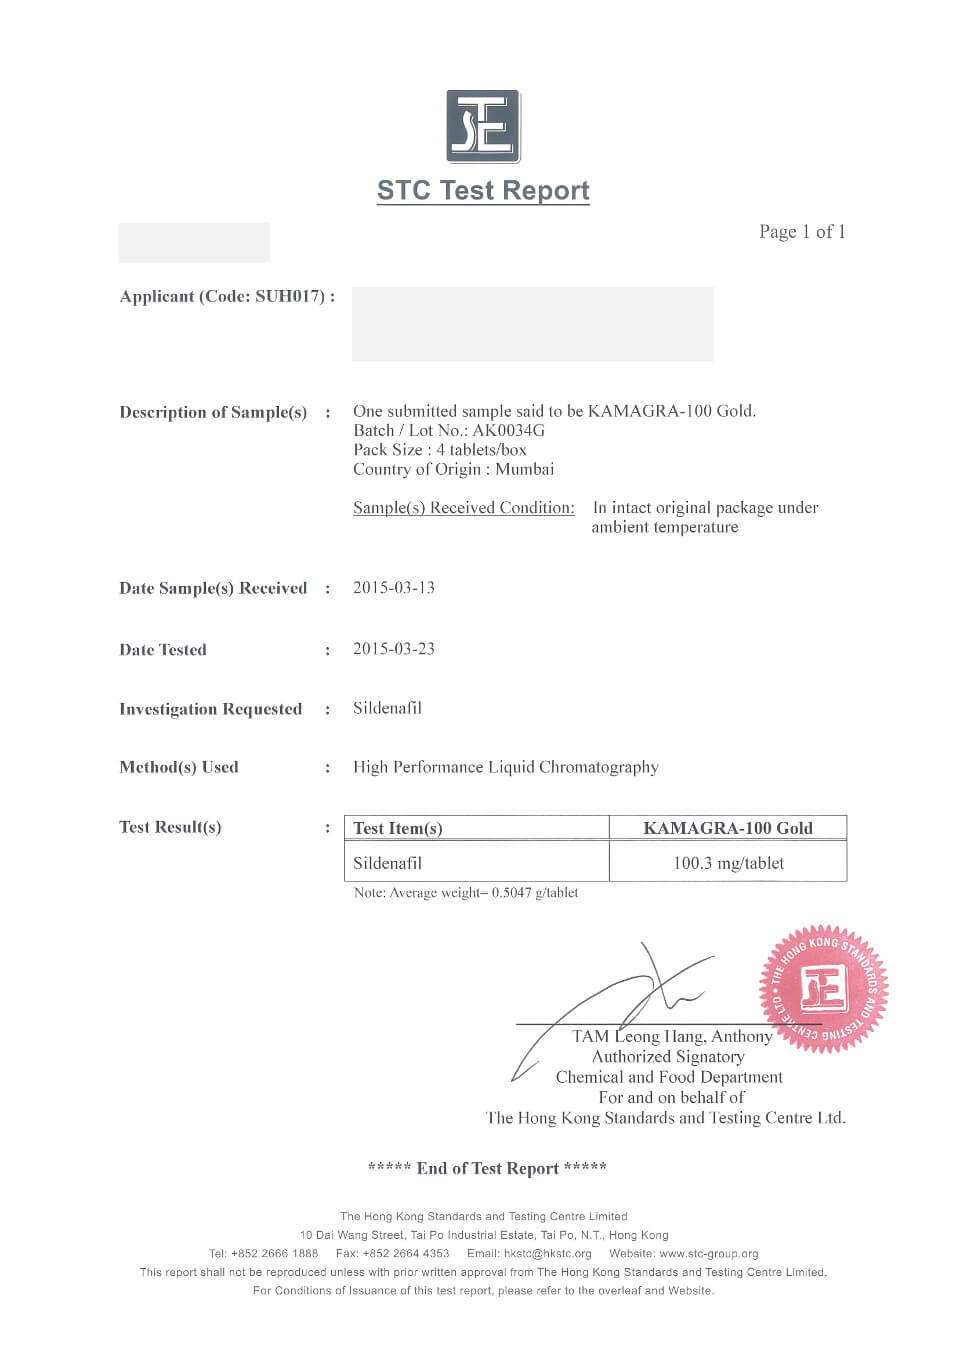 STC
STC Test Report
Page 1 of 1
Applicant (Code: SUH017) :
Description of Sample(s) : One submitted sample said to be KAMAGRA-100 Gold.
Batch / Lot No.: AK0034G
Pack Size : 4 tablets/box
Country of Origin : Mumbai
Sample(s) Received Condition: In intact original package under
ambient temperature
Date Sample(s) Received : 2015-03-13
Date Tested : 2015-03-23
Investigation Requested : Sildenafil
Method(s) Used : High Performance Liquid Chromatography
Test Result(s) : Test Item(s) KAMAGRA-100 Gold
Sildenafil 100.3 mg/tablet
Note: Average weight= 0.5047 g/tablet
THE HONG KONG STANDARDS AND TESTING CENTRE LTD
TAM Leong Hang, Anthony
Authorized Signatory
Chemical and Food Department
For and on behalf of
The Hong Kong Standards and Testing Centre Ltd.
***** End of Test Report *****
The Hong Kong Standards and Testing Centre Limited
10 Dai Wang Street, Tai Po Industrial Estate, Tai Po, N.T., Hong Kong
Tel: +852 2666 1888 Fax: +852 2664 4353 Email: hkstc@hkstc.org Website: www.stc-group.org
This report shall not be reproduced unless with prior written approval from The Hong Kong Standards and Testing Centre Limited.
For Conditions of Issuance of this test report, please refer to the overleaf and Website.